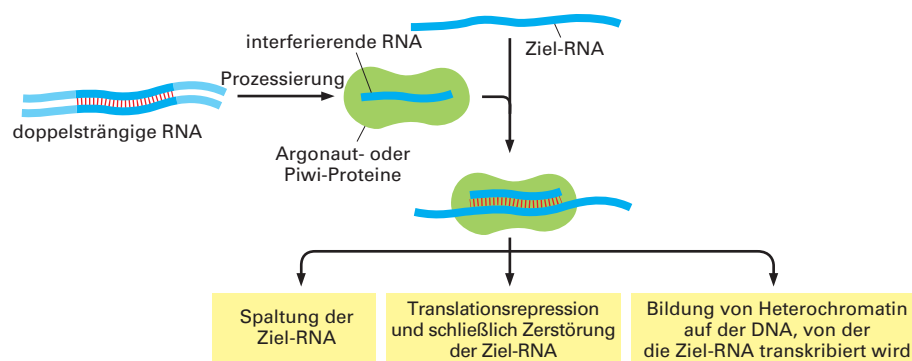 interferierende RNA
Ziel-RNA
Prozessierung
doppelsträngige RNA
Argonaut- oder
Piwi-Proteine
Spaltung der
Ziel-RNA
Translationsrepression
und schließlich Zerstörung
der Ziel-RNA
Bildung von Heterochromatin
auf der DNA, von der
die Ziel-RNA transkribiert wird